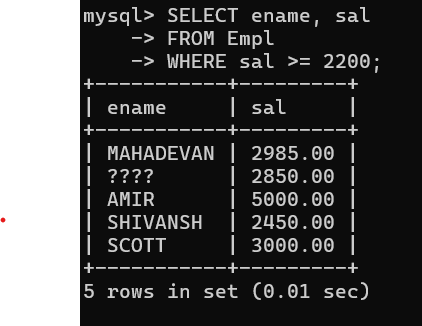 mysql> SELECT ename, sal
    -> FROM Empl
    -> WHERE sal >= 2200;
+-----------+---------+
| ename     | sal     |
+-----------+---------+
| MAHADEVAN | 2985.00 |
| ????      | 2850.00 |
| AMIR      | 5000.00 |
| SHIVANSH  | 2450.00 |
| SCOTT     | 3000.00 |
+-----------+---------+
5 rows in set (0.01 sec)